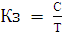 Кз = С/Т